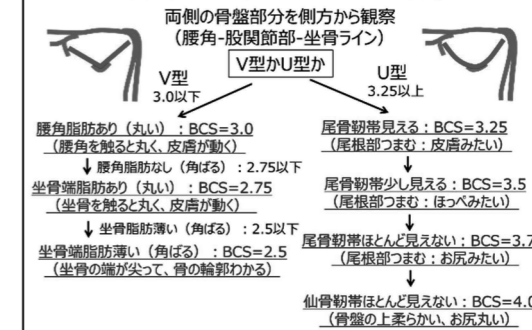 両側の骨盤部分を側方から観察
（腰角-股関節部-坐骨ライン）
V型かU型か
V型
3.0以下
U型
3.25以上
腰角脂肪あり（丸い）：BCS=3.0
（腰角を触ると丸く、皮膚が動く）
↓ 腰角脂肪なし（角ばる）：2.75以下
坐骨端脂肪あり（丸い）：BCS=2.75
（坐骨を触ると丸く、皮膚が動く）
↓ 坐骨脂肪薄い（角ばる）：2.5以下
坐骨端脂肪薄い（角ばる）：BCS=2.5
（坐骨の端が尖って、骨の輪郭わかる）
尾骨靭帯見える：BCS=3.25
（尾根部つまむ：皮膚みたい）
↓
尾骨靭帯少し見える：BCS=3.5
（尾根部つまむ：ほっぺみたい）
↓
尾骨靭帯ほとんど見えない：BCS=3.7
（尾根部つまむ：お尻みたい）
↓
仙骨靭帯ほとんど見えない：BCS=4.0
（骨盤の上柔らかい、お尻丸い）